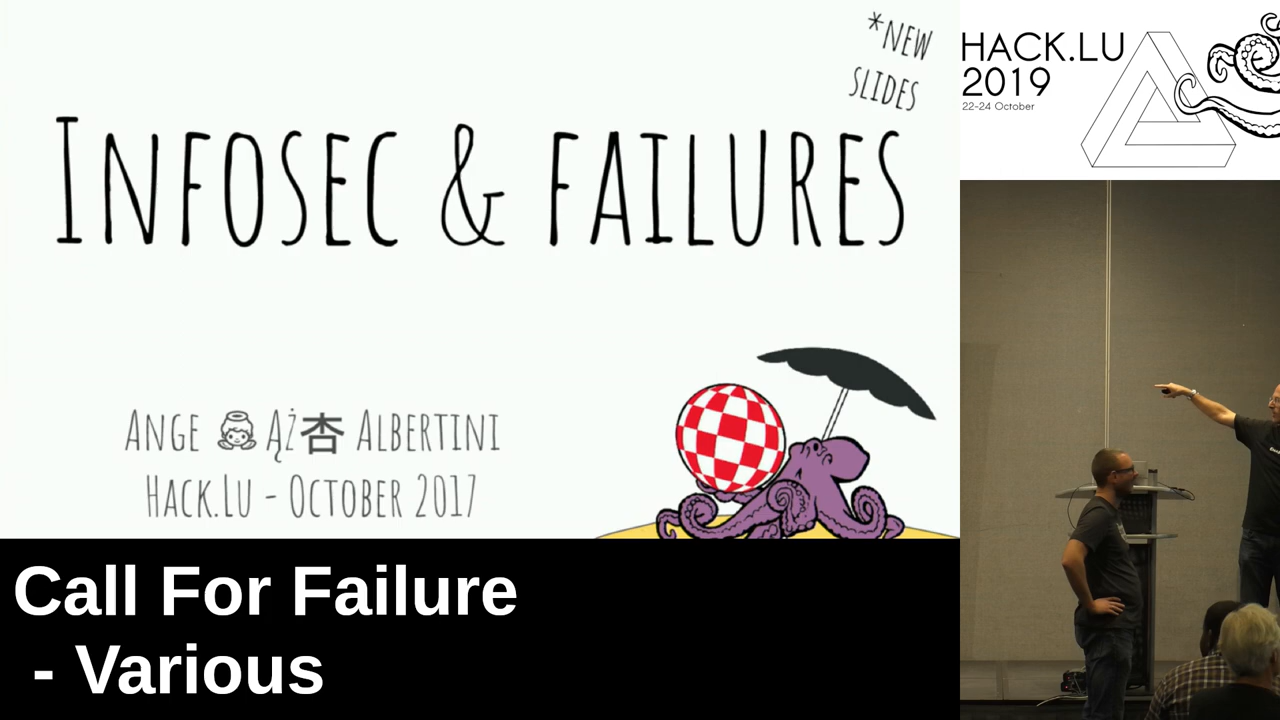 *NEW
SLIDES
INFOSEC & FAILURES
ANGE ĄŻ杏 ALBERTINI
HACK.LU - OCTOBER 2017
HACK.LU
2019
22-24 October
Call For Failure
- Various